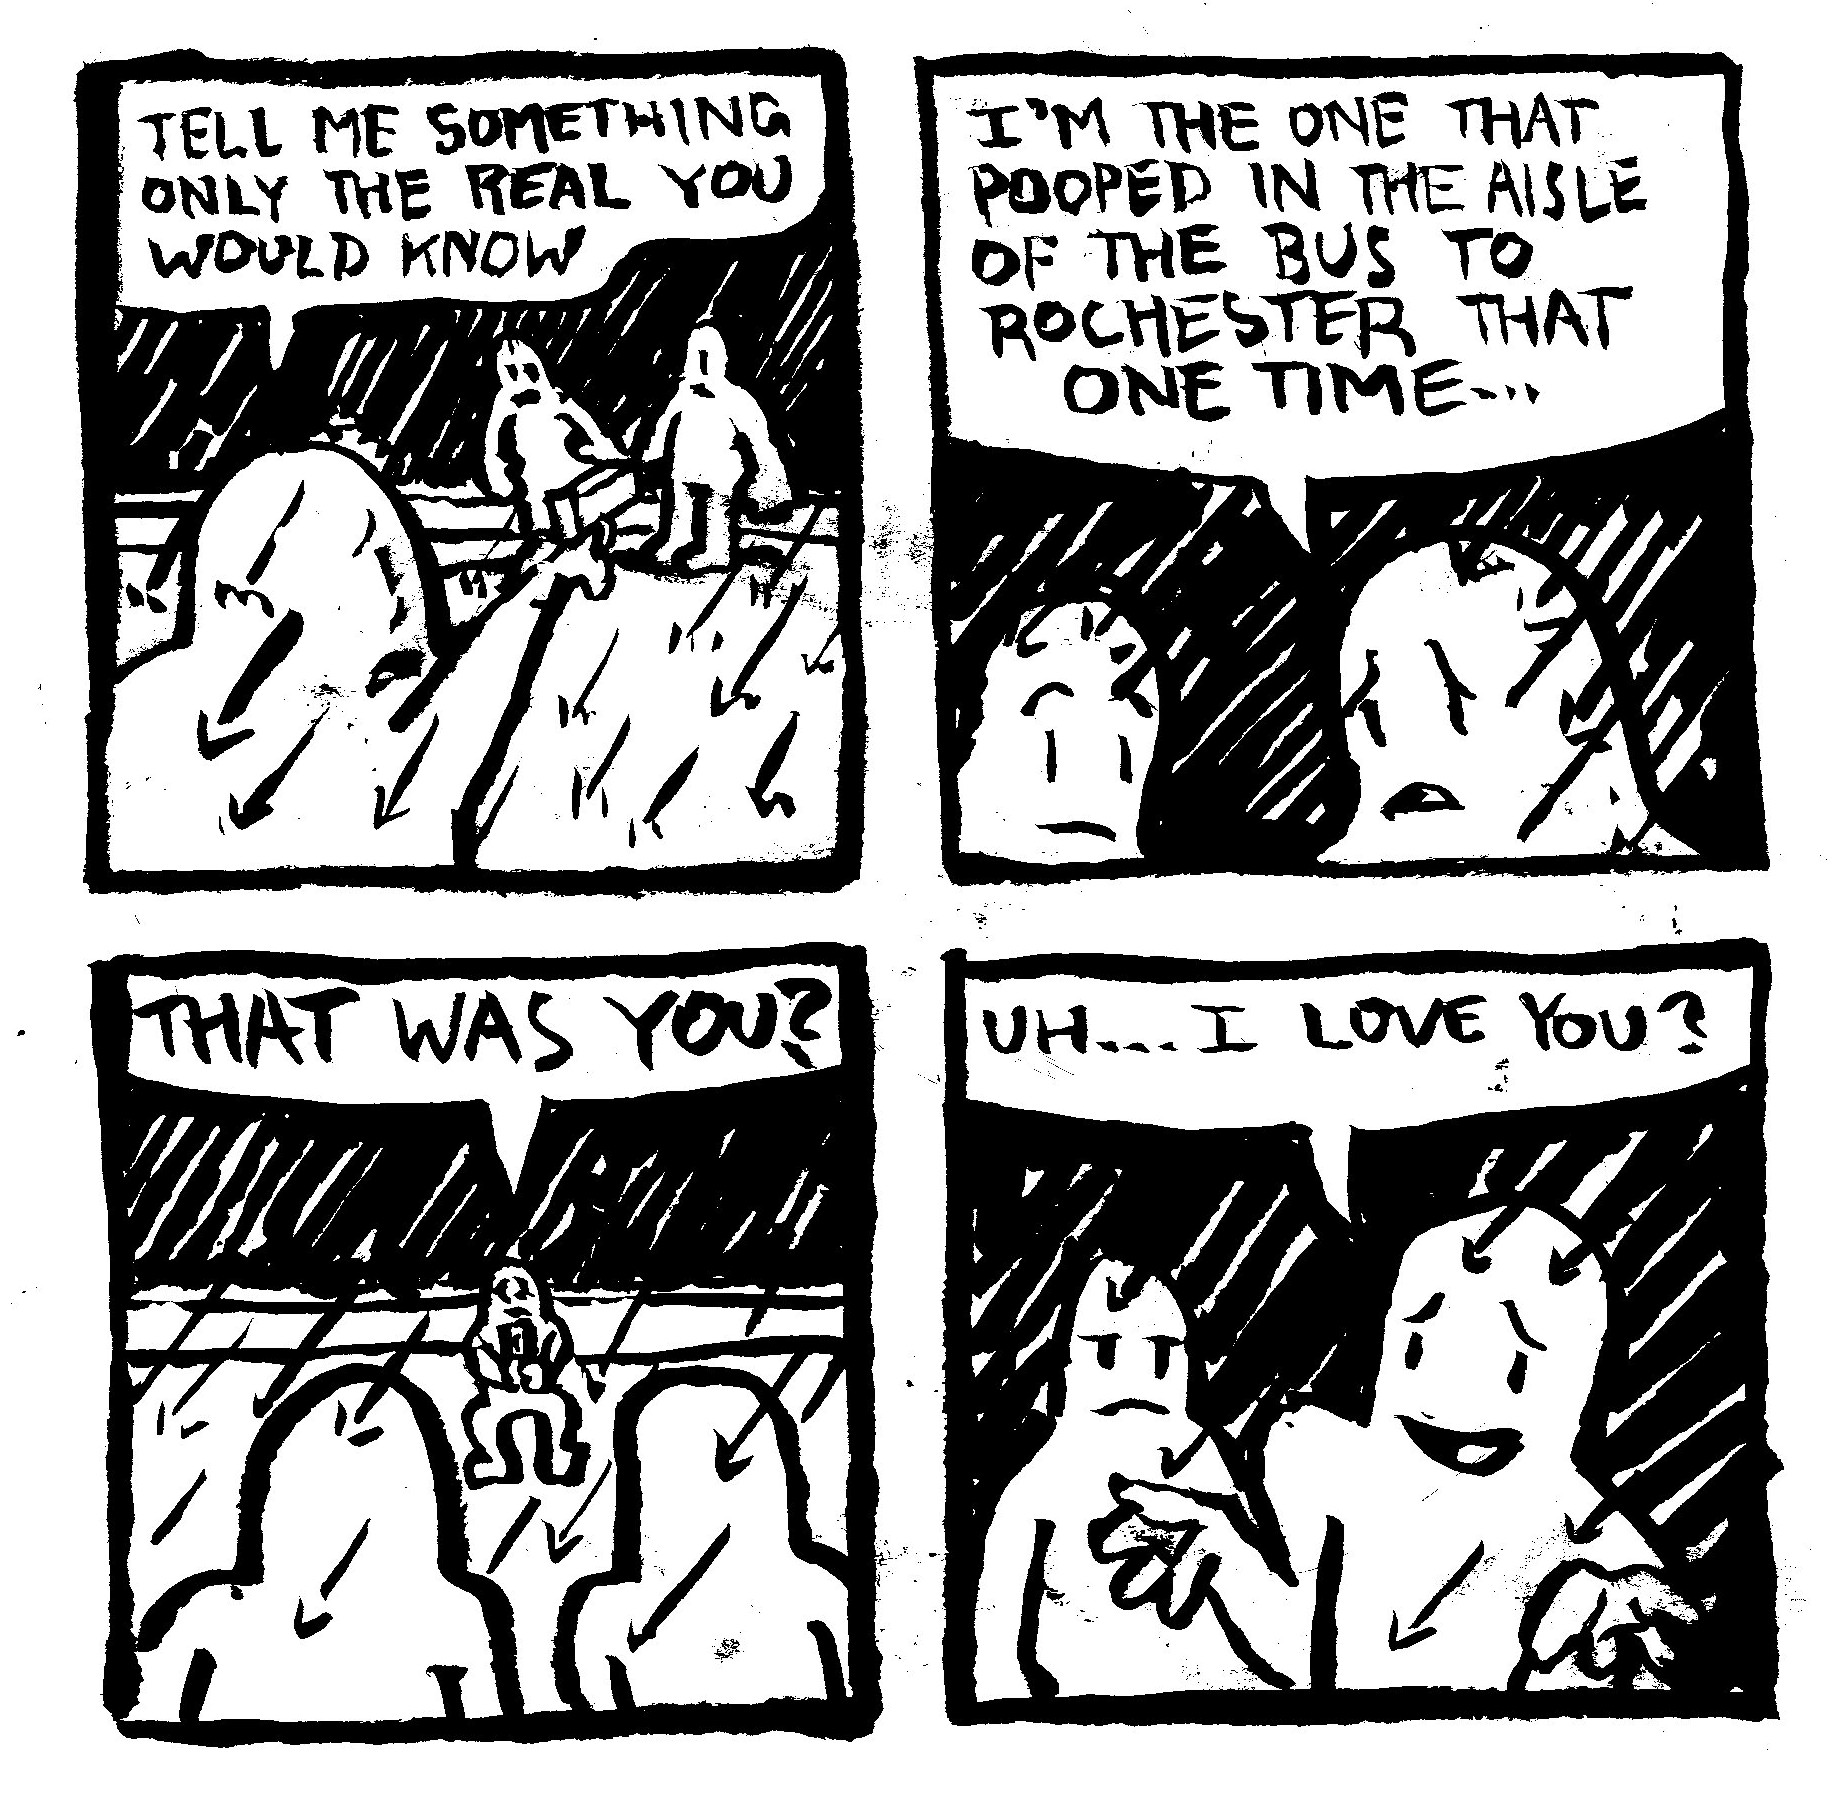 TELL ME SOMETHING
ONLY THE REAL YOU
WOULD KNOW
I'M THE ONE THAT
POOPED IN THE AISLE
OF THE BUS TO
ROCHESTER THAT
ONE TIME...
THAT WAS YOU?
UH... I LOVE YOU?